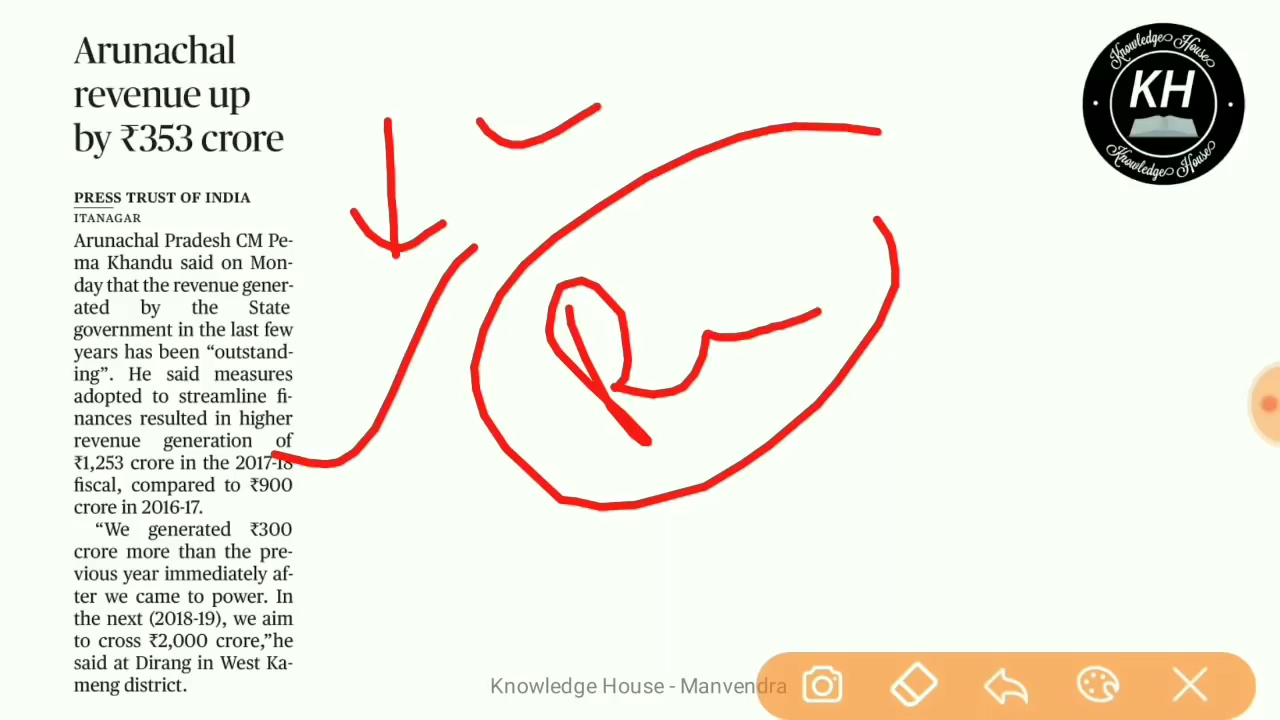 Arunachal
revenue up
by ₹353 crore
PRESS TRUST OF INDIA
ITANAGAR
Arunachal Pradesh CM Pe-
ma Khandu said on Mon-
day that the revenue gener-
ated by the State
government in the last few
years has been “outstand-
ing”. He said measures
adopted to streamline fi-
nances resulted in higher
revenue generation of
₹1,253 crore in the 2017-18
fiscal, compared to ₹900
crore in 2016-17.
“We generated ₹300
crore more than the pre-
vious year immediately af-
ter we came to power. In
the next (2018-19), we aim
to cross ₹2,000 crore,”he
said at Dirang in West Ka-
meng district.
Knowledge House
KH
Knowledge House
Knowledge House - Manvendra